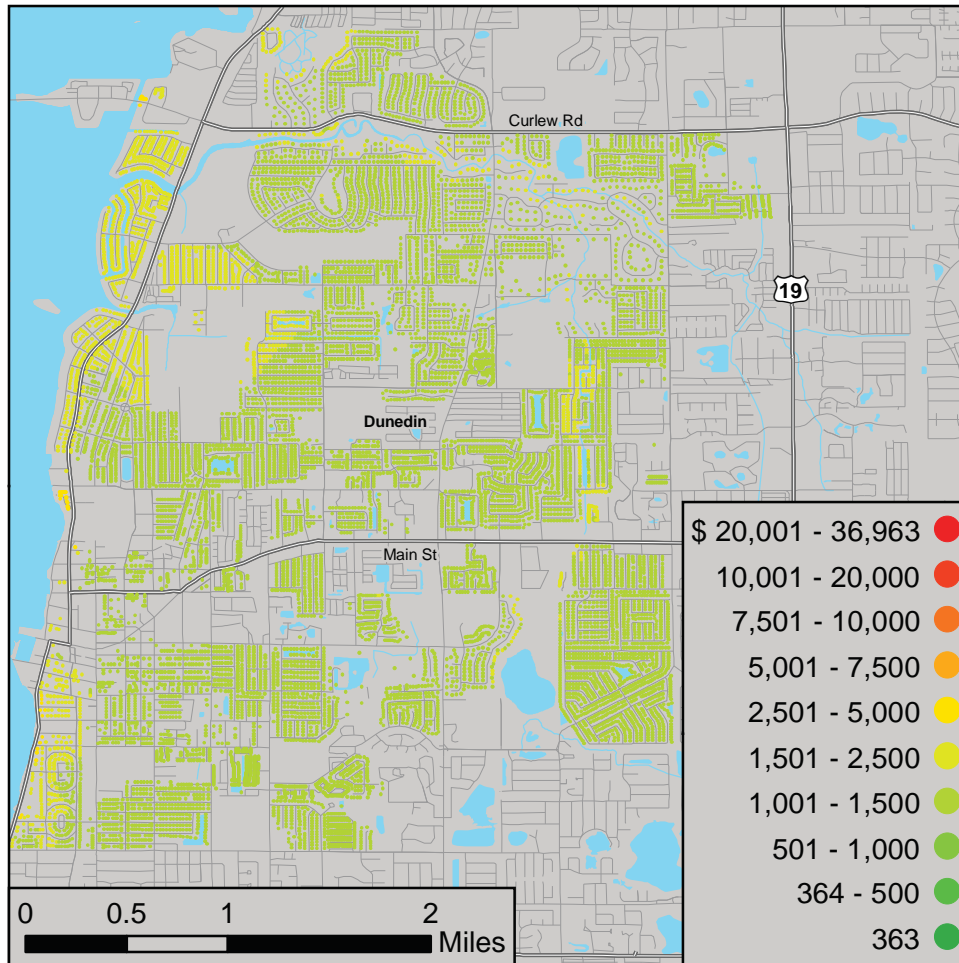 Curlew Rd
19
Dunedin
Main St
$ 20,001 - 36,963
10,001 - 20,000
7,501 - 10,000
5,001 - 7,500
2,501 - 5,000
1,501 - 2,500
1,001 - 1,500
501 - 1,000
364 - 500
363
0 0.5 1 2
Miles